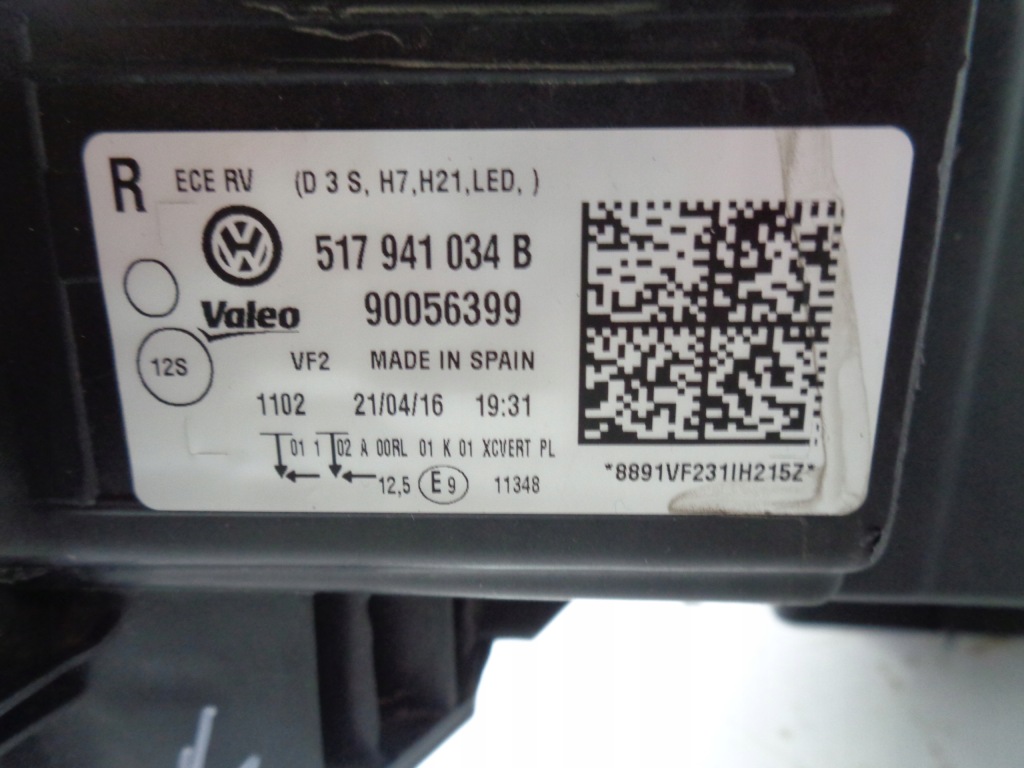 R ECE RV (D 3 S, H7,H21,LED, )
517 941 034 B
Valeo 90056399
12S VF2 MADE IN SPAIN
1102 21/04/16 19:31
01 1 02 A 00RL 01 K 01 XCVERT PL
12,5 E9 11348
*8891VF231IH215Z*